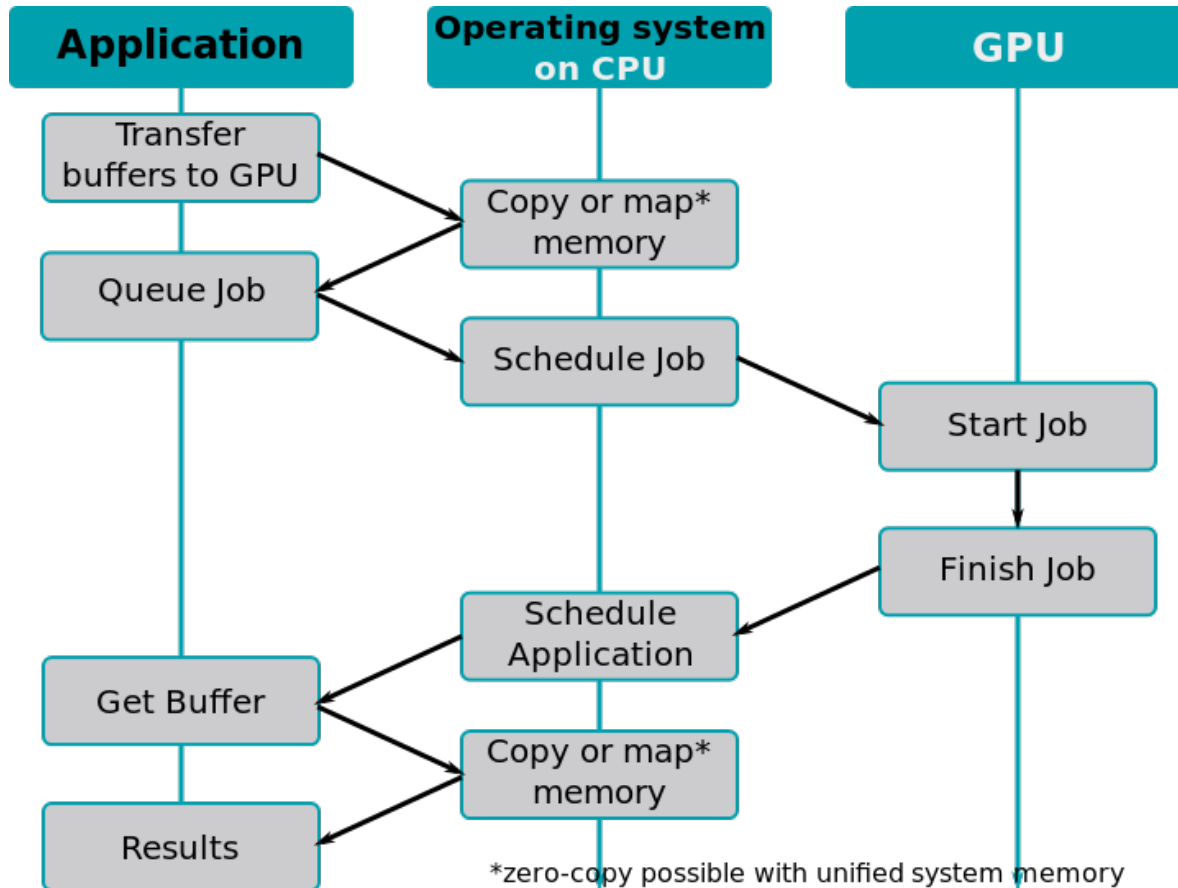 Application
Operating system
on CPU
GPU
Transfer
buffers to GPU
Copy or map*
memory
Queue Job
Schedule Job
Start Job
Finish Job
Schedule
Application
Get Buffer
Copy or map*
memory
Results
*zero-copy possible with unified system memory